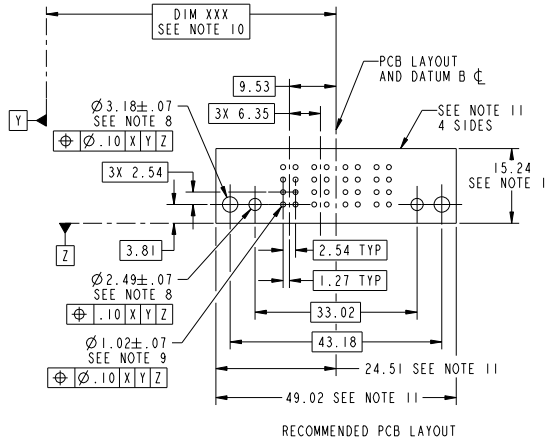 DIM XXX
SEE NOTE 10
PCB LAYOUT
AND DATUM B ℄
9.53
Ø3.18±.07
SEE NOTE 8
3X 6.35
SEE NOTE 11
4 SIDES
Y
⌖ Ø.10 X Y Z
3X 2.54
15.24
SEE NOTE 1
3.81
Z
2.54 TYP
Ø2.49±.07
SEE NOTE 8
1.27 TYP
⌖ .10 X Y Z
33.02
Ø1.02±.07
SEE NOTE 9
43.18
⌖ Ø.10 X Y Z
24.51 SEE NOTE 11
49.02 SEE NOTE 11
RECOMMENDED PCB LAYOUT